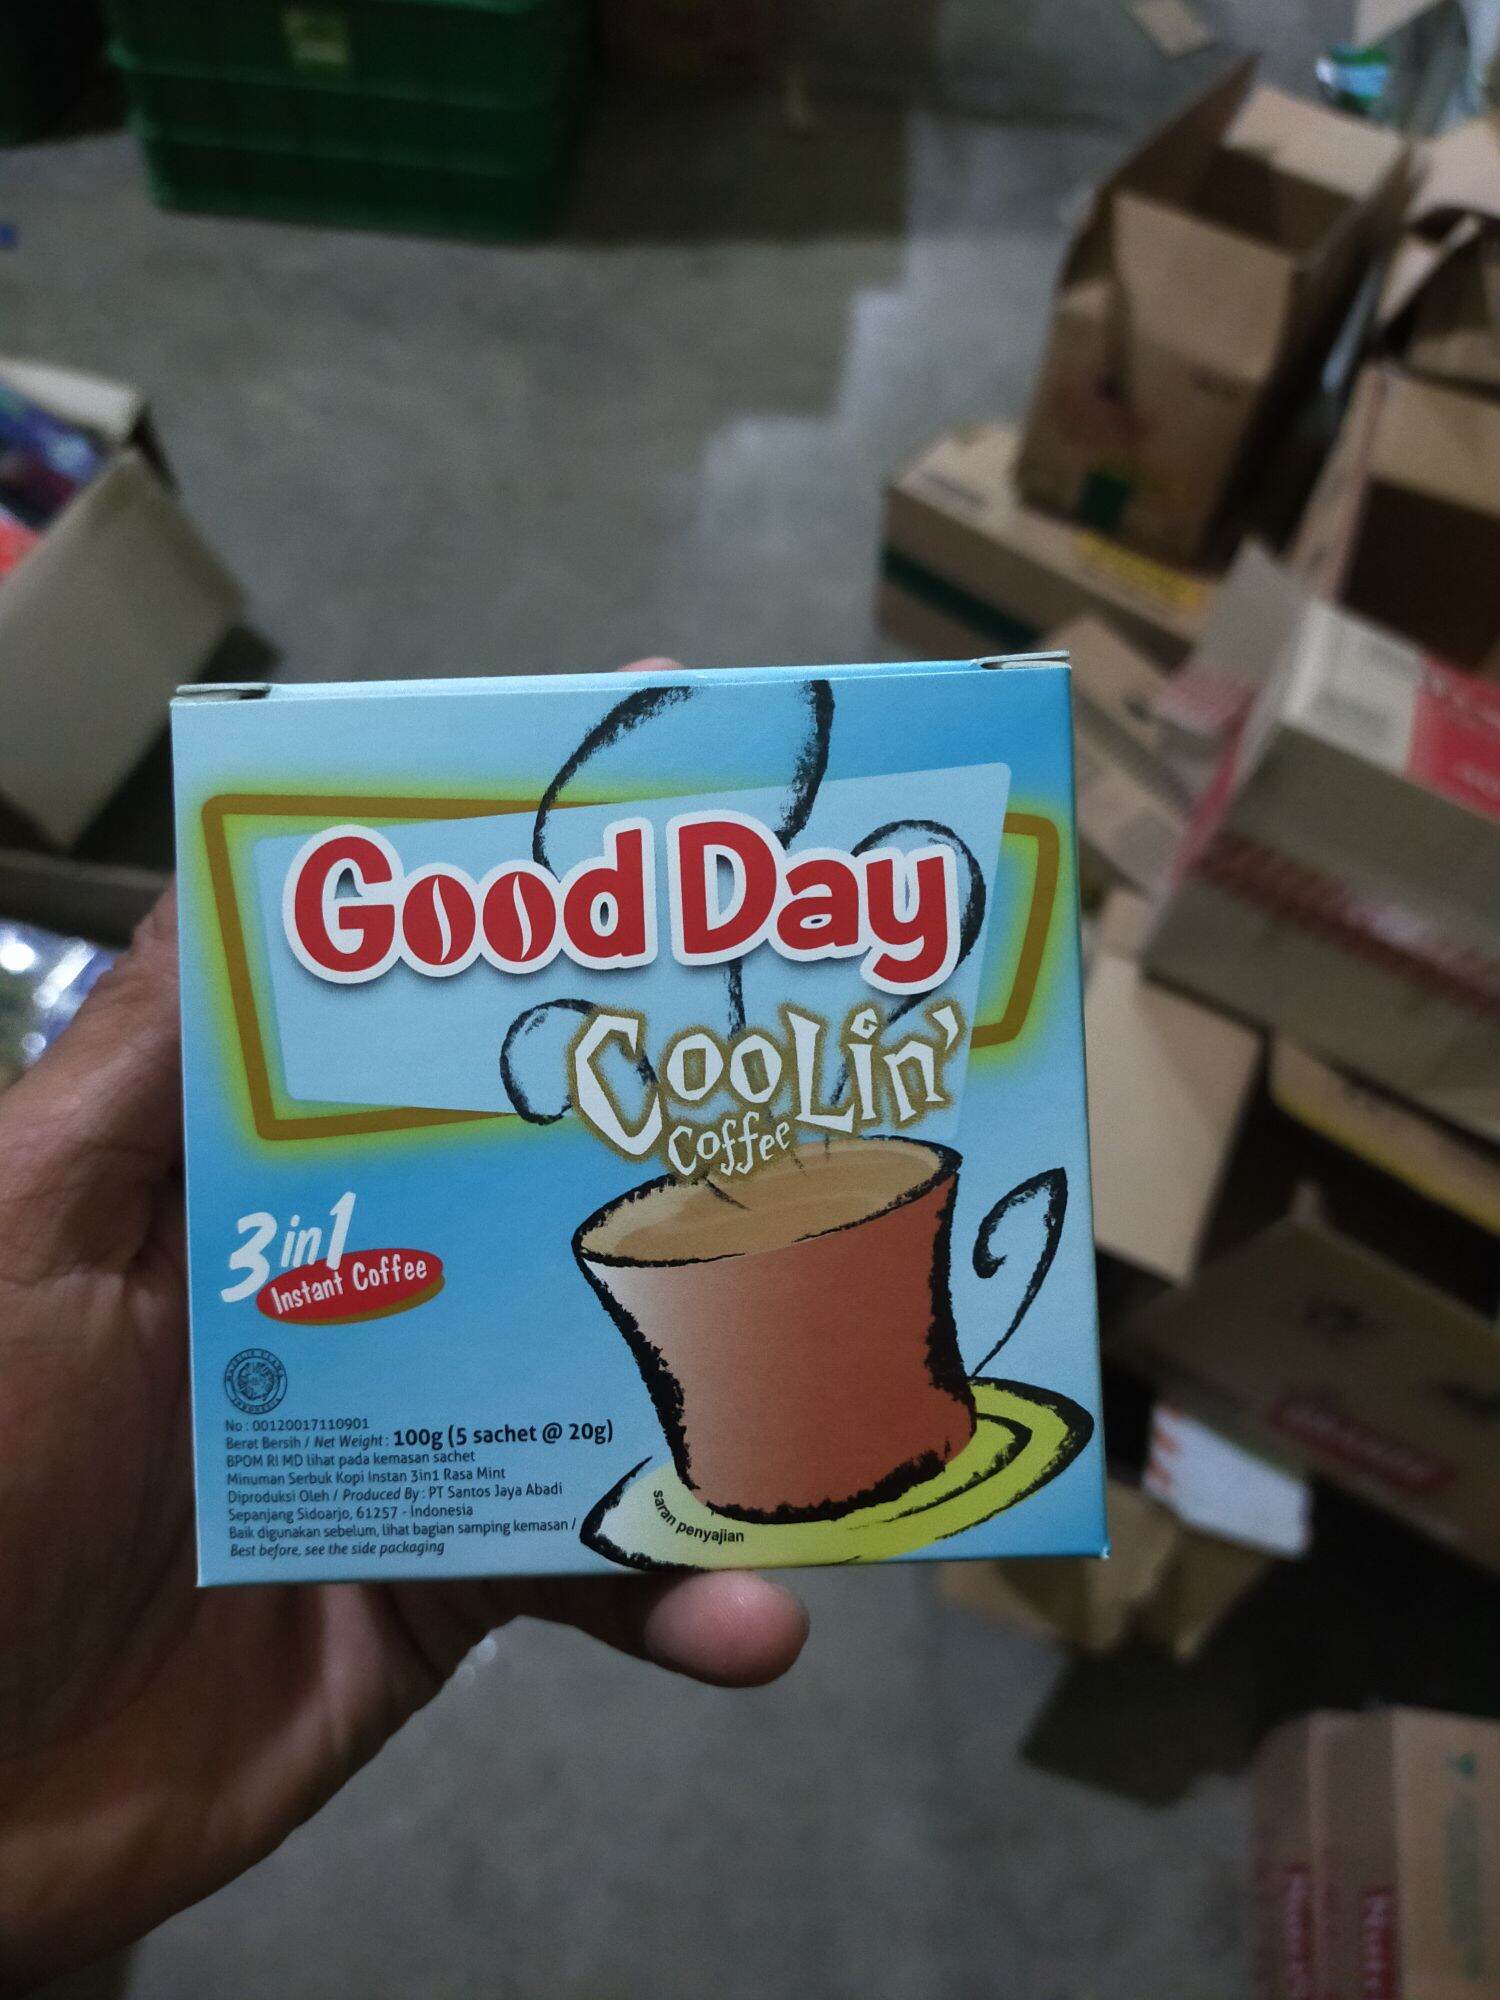 Good Day
CooLin'
Coffee
3 in 1
Instant Coffee
No : 00120017110901
Berat Bersih / Net Weight : 100g (5 sachet @ 20g)
BPOM RI MD lihat pada kemasan sachet
Minuman Serbuk Kopi Instan 3in1 Rasa Mint
Diproduksi Oleh / Produced By : PT Santos Jaya Abadi
Sepanjang Sidoarjo, 61257 - Indonesia
Baik digunakan sebelum, lihat bagian samping kemasan /
Best before, see the side packaging
saran penyajian